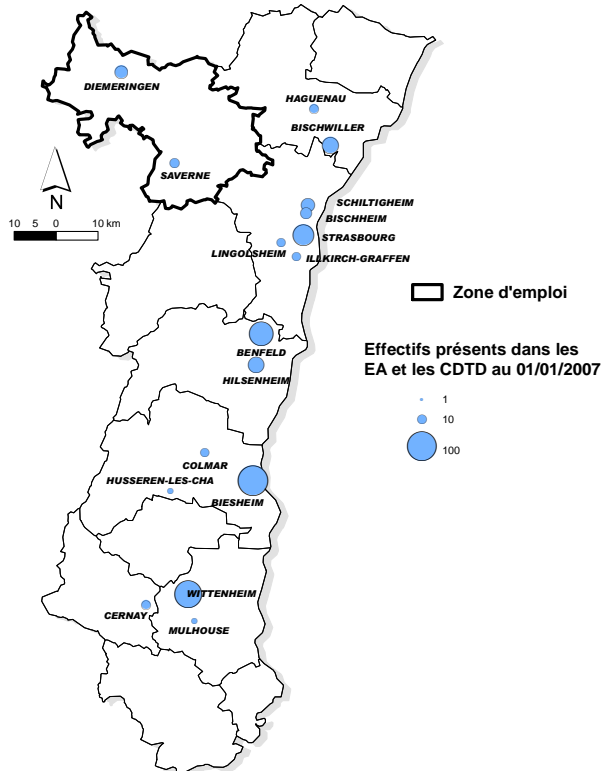 DIEMERINGEN
HAGUENAU
BISCHWILLER
SAVERNE
N
10 5 0 10 km
SCHILTIGHEIM
BISCHHEIM
STRASBOURG
LINGOLSHEIM
ILLKIRCH-GRAFFEN
Zone d'emploi
BENFELD
HILSENHEIM
Effectifs présents dans les
EA et les CDTD au 01/01/2007
1
10
100
COLMAR
HUSSEREN-LES-CHA
BIESHEIM
WITTENHEIM
CERNAY
MULHOUSE